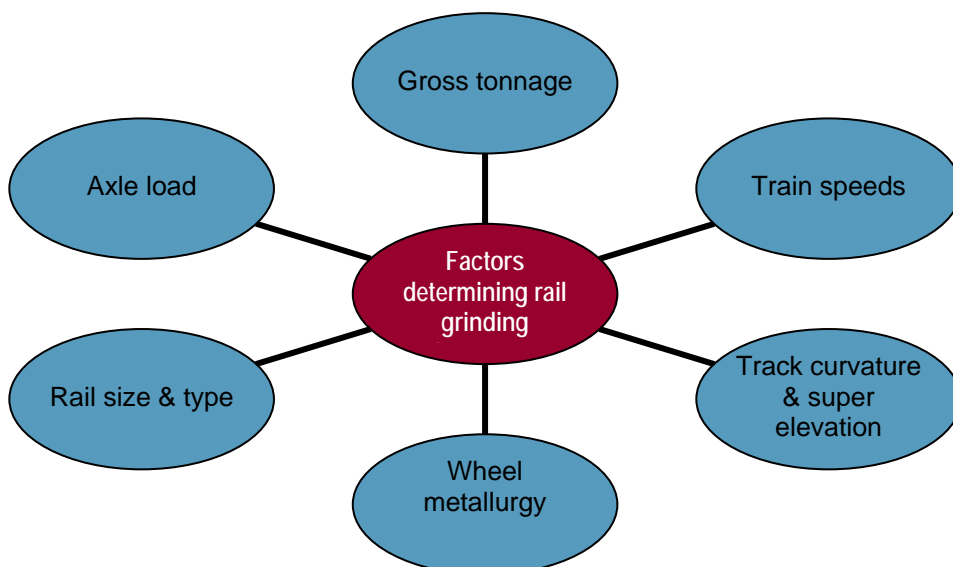 Gross tonnage
Axle load
Train speeds
Factors
determining rail
grinding
Rail size & type
Track curvature
& super
elevation
Wheel
metallurgy